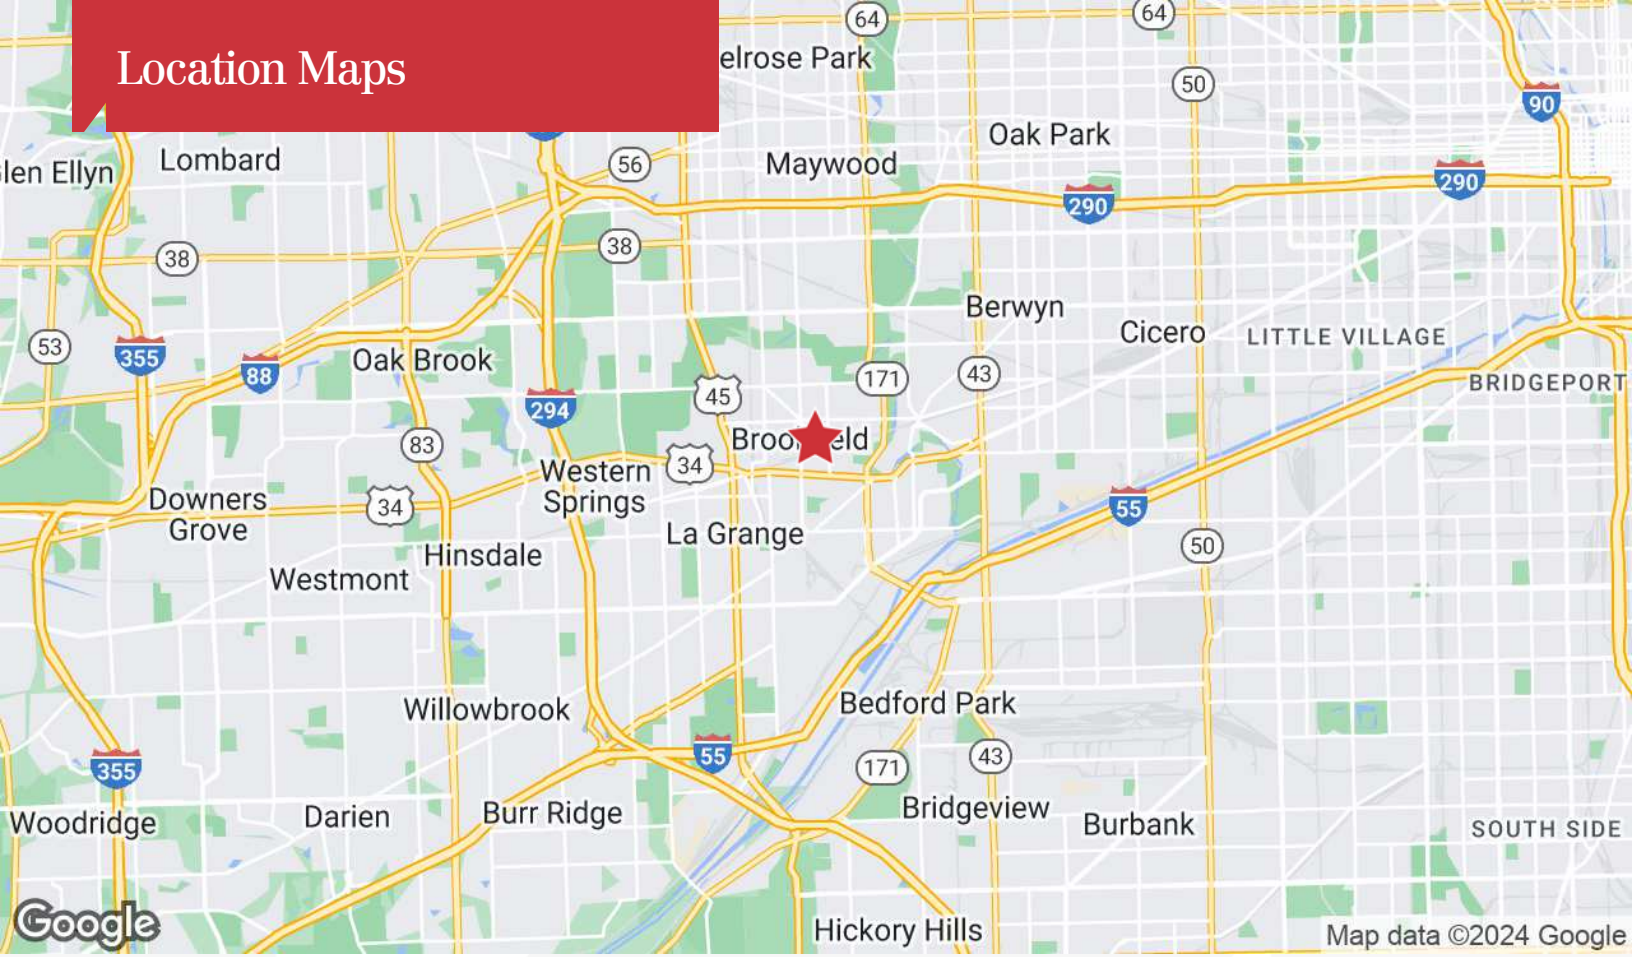 Location Maps
64
64
elrose Park
50
90
Oak Park
Lombard
56
Maywood
len Ellyn
290
290
38
38
Berwyn
Cicero
LITTLE VILLAGE
53
355
Oak Brook
88
171
43
BRIDGEPORT
45
294
83
34
Western
Springs
Downers
Grove
34
55
La Grange
50
Hinsdale
Westmont
Willowbrook
Bedford Park
55
43
171
355
Woodridge
Darien
Burr Ridge
Bridgeview
Burbank
SOUTH SIDE
Google
Hickory Hills
Map data ©2024 Google